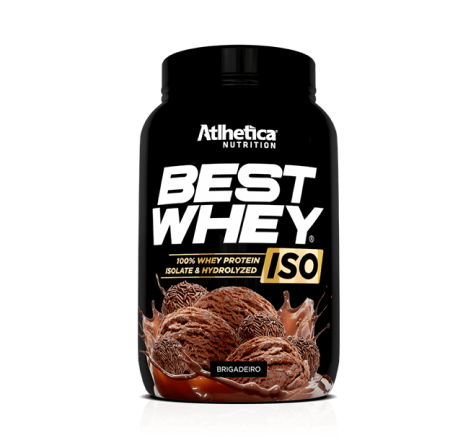 Atlhetica
NUTRITION
BEST
WHEY®
100% WHEY PROTEIN
ISOLATE & HYDROLYZED
ISO
BRIGADEIRO